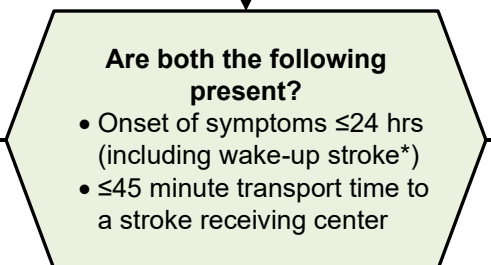 Are both the following
present?
• Onset of symptoms ≤24 hrs
(including wake-up stroke*)
• ≤45 minute transport time to
a stroke receiving center